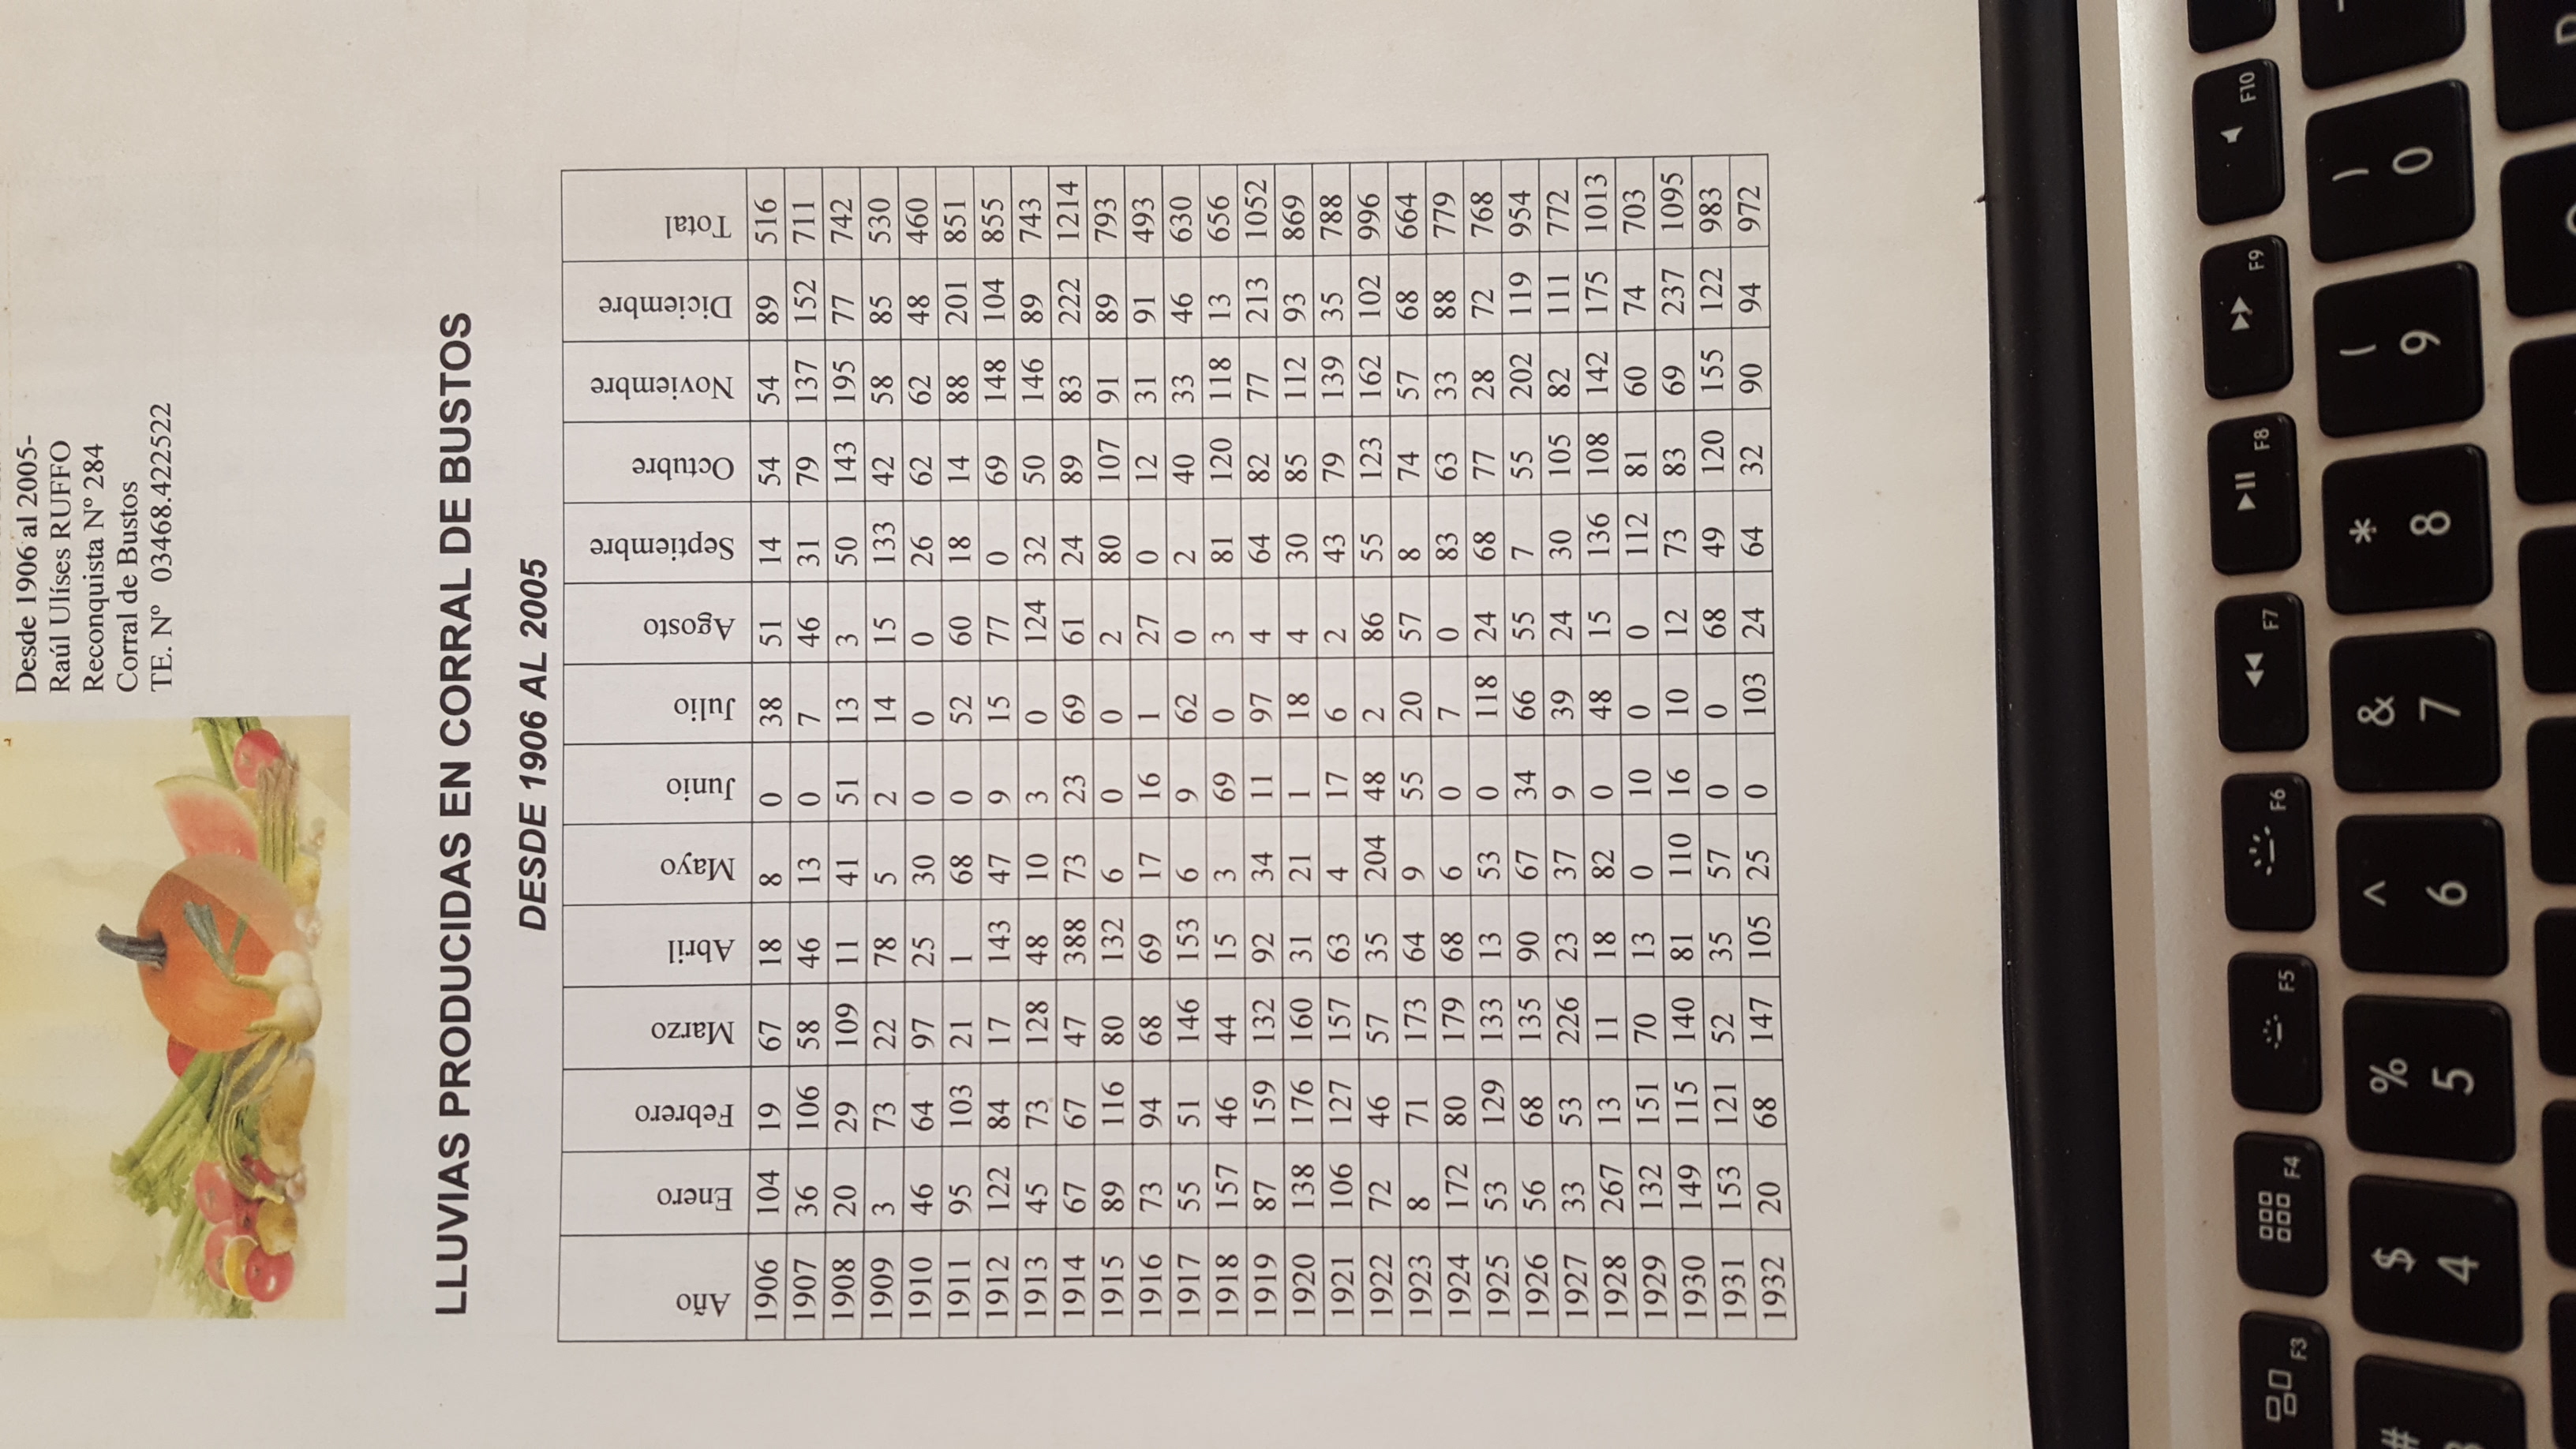 Desde 1906 al 2005-
Raúl Ulíses RUFFO
Reconquista Nº 284
Corral de Bustos
TE. Nº 03468.422522
LLUVIAS PRODUCIDAS EN CORRAL DE BUSTOS
DESDE 1906 AL 2005
Año Enero Febrero Marzo Abril Mayo Junio Julio Agosto Septiembre Octubre Noviembre Diciembre Total
1906 104 19 67 18 8 0 38 51 14 54 54 89 516
1907 36 106 58 46 13 0 7 46 31 79 137 152 711
1908 20 29 109 11 41 51 13 3 50 143 195 77 742
1909 3 73 22 78 5 2 14 15 133 42 58 85 530
1910 46 64 97 25 30 0 0 0 26 62 62 48 460
1911 95 103 21 1 68 0 52 60 18 14 88 201 851
1912 122 84 17 143 47 9 15 77 0 69 148 104 855
1913 45 73 128 48 10 3 0 124 32 50 146 89 743
1914 67 67 47 388 73 23 69 61 24 89 83 222 1214
1915 89 116 80 132 6 0 0 2 80 107 91 89 793
1916 73 94 68 69 17 16 1 27 0 12 31 91 493
1917 55 51 146 153 6 9 62 0 2 40 33 46 630
1918 157 46 44 15 3 69 0 3 81 120 118 13 656
1919 87 159 132 92 34 11 97 4 64 82 77 213 1052
1920 138 176 160 31 21 1 18 4 30 85 112 93 869
1921 106 127 157 63 4 17 6 2 43 79 139 35 788
1922 72 46 57 35 204 48 2 86 55 123 162 102 996
1923 8 71 173 64 9 55 20 57 8 74 57 68 664
1924 172 80 179 68 6 0 7 0 83 63 33 88 779
1925 53 129 133 13 53 0 118 24 68 77 28 72 768
1926 56 68 135 90 67 34 66 55 7 55 202 119 954
1927 33 53 226 23 37 9 39 24 30 105 82 111 772
1928 267 13 11 18 82 0 48 15 136 108 142 175 1013
1929 132 151 70 13 0 10 0 0 112 81 60 74 703
1930 149 115 140 81 110 16 10 12 73 83 69 237 1095
1931 153 121 52 35 57 0 0 68 49 120 155 122 983
1932 20 68 147 105 25 0 103 24 64 32 90 94 972
F3 F4 F5 F6 F7 F8 F9 F10
# $ % ^ & * ( )
4 5 6 7 8 9 0